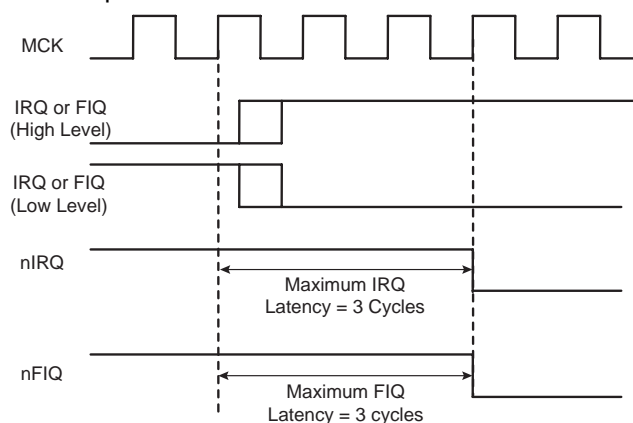 MCK
IRQ or FIQ
(High Level)
IRQ or FIQ
(Low Level)
nIRQ
Maximum IRQ
Latency = 3 Cycles
nFIQ
Maximum FIQ
Latency = 3 cycles